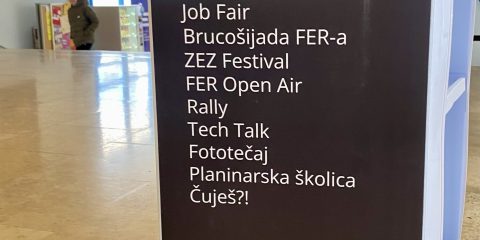 Job Fair
Brucošijada FER-a
ZEZ Festival
FER Open Air
Rally
Tech Talk
Fototečaj
Planinarska školica
Čuješ?!